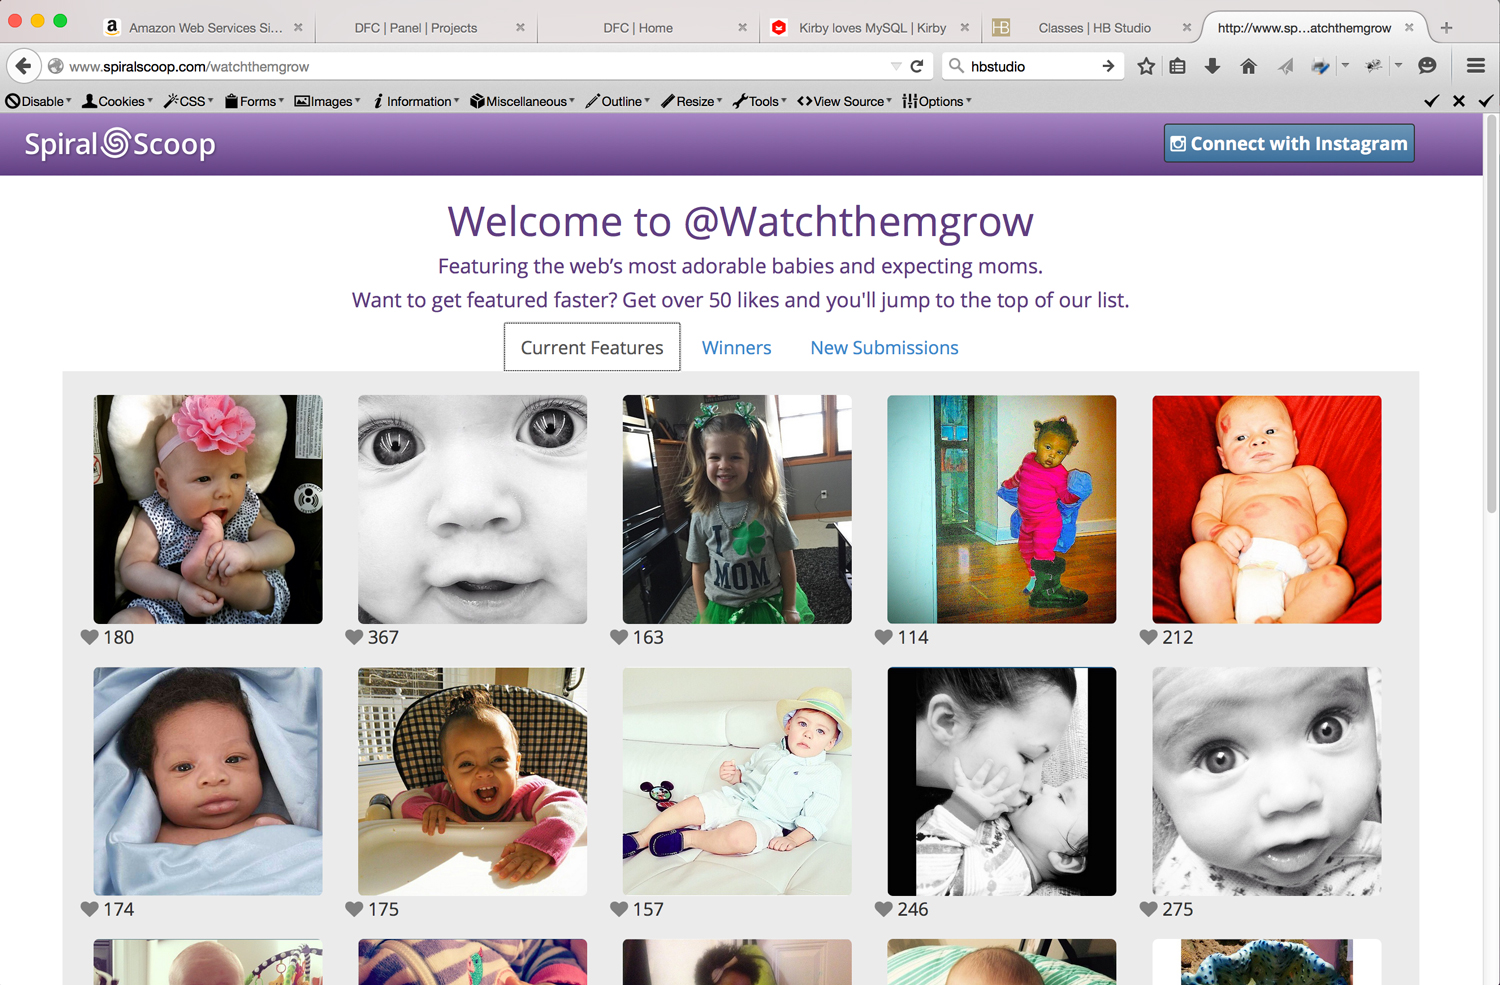 Amazon Web Services Si...
DFC | Panel | Projects
DFC | Home
Kirby loves MySQL | Kirby
HB
Classes | HB Studio
http://www.sp...atchthemgrow
www.spiralscoop.com/watchthemgrow
hbstudio
Disable
Cookies
CSS
Forms
Images
Information
Miscellaneous
Outline
Resize
Tools
View Source
Options
Spiral Scoop
Connect with Instagram
Welcome to @Watchthemgrow
Featuring the web’s most adorable babies and expecting moms.
Want to get featured faster? Get over 50 likes and you'll jump to the top of our list.
Current Features
Winners
New Submissions
I
MOM
180
367
163
114
212
174
175
157
246
275